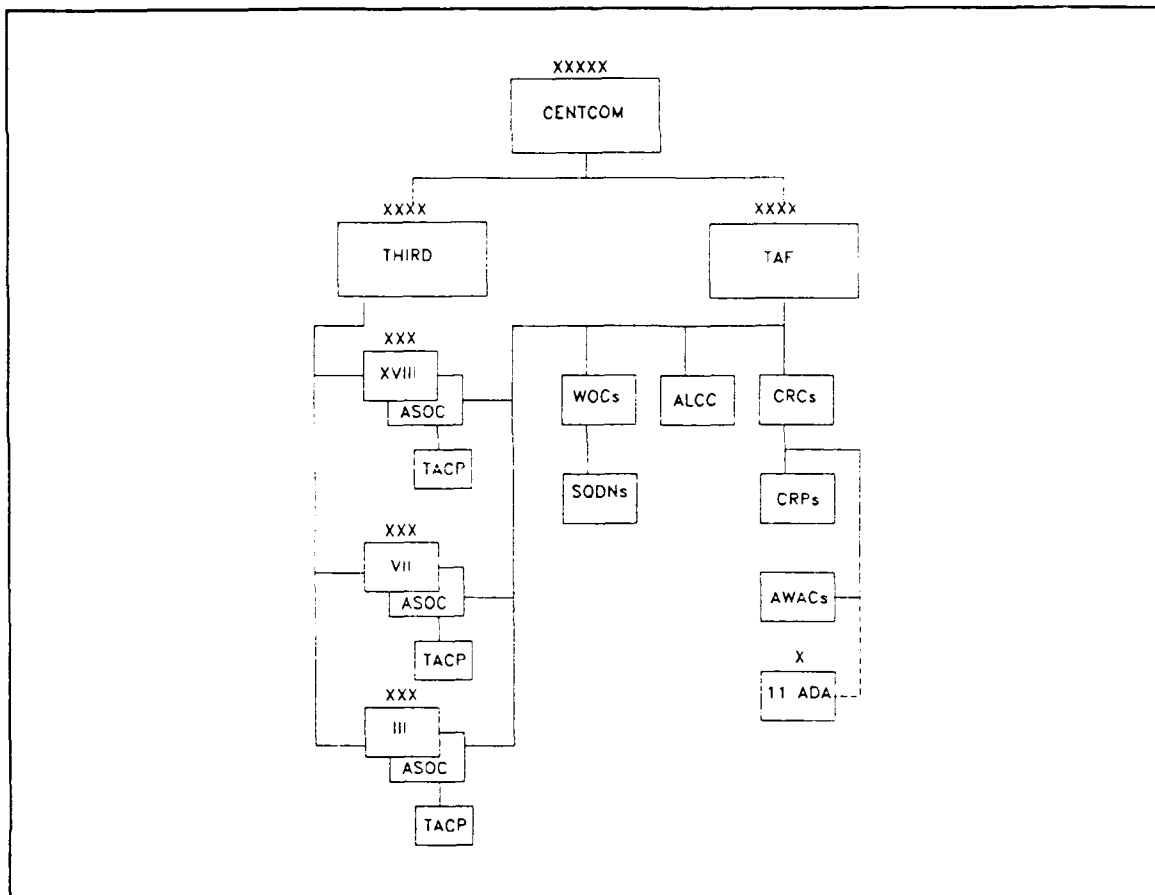 XXXXX
CENTCOM
XXXX
THIRD
XXXX
TAF
XXX
XVIII
ASOC
TACP
WOCs
ALCC
CRCs
SQDNs
CRPs
XXX
VII
ASOC
TACP
AWACs
X
11 ADA
XXX
III
ASOC
TACP